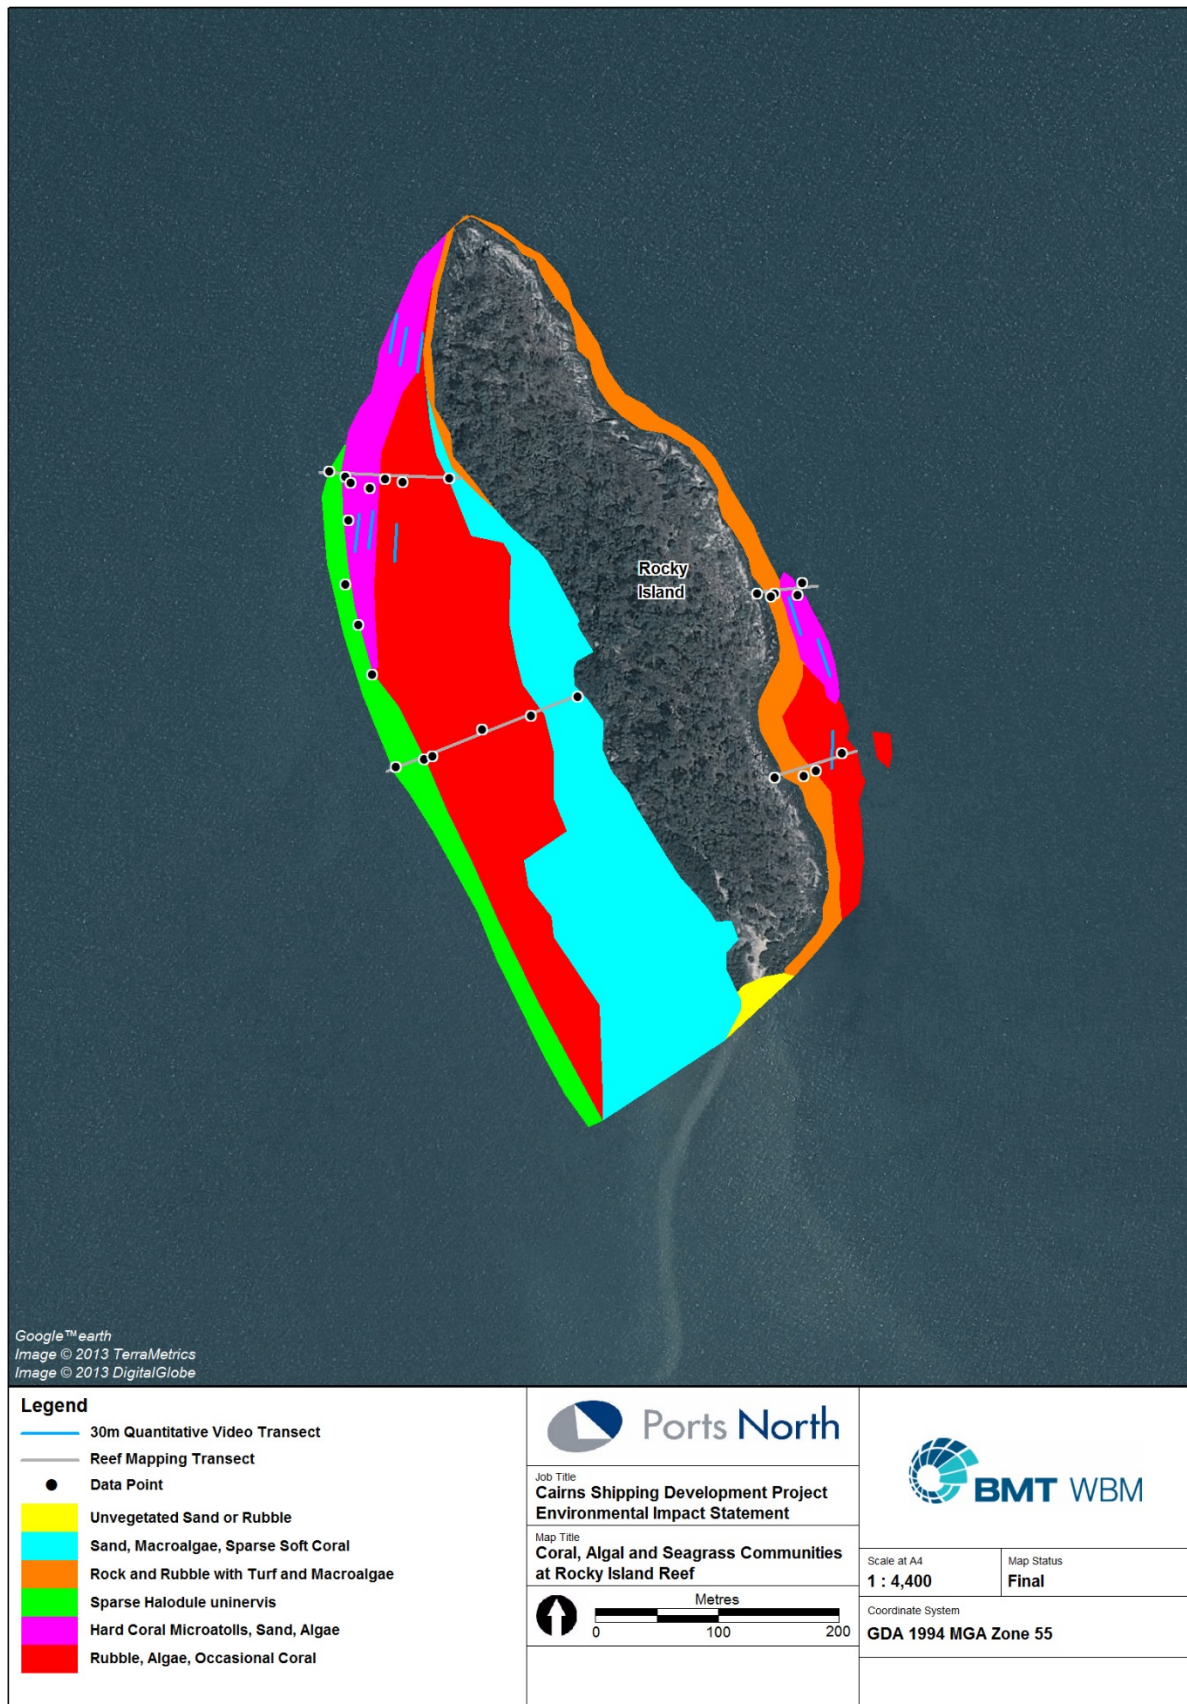 Rocky
Island
Google™earth
Image © 2013 TerraMetrics
Image © 2013 DigitalGlobe
Legend
30m Quantitative Video Transect
Reef Mapping Transect
Data Point
Unvegetated Sand or Rubble
Sand, Macroalgae, Sparse Soft Coral
Rock and Rubble with Turf and Macroalgae
Sparse Halodule uninervis
Hard Coral Microatolls, Sand, Algae
Rubble, Algae, Occasional Coral
Ports North
Job Title
Cairns Shipping Development Project
Environmental Impact Statement
Map Title
Coral, Algal and Seagrass Communities
at Rocky Island Reef
Metres
0 100 200
BMT WBM
Scale at A4
1 : 4,400
Map Status
Final
Coordinate System
GDA 1994 MGA Zone 55